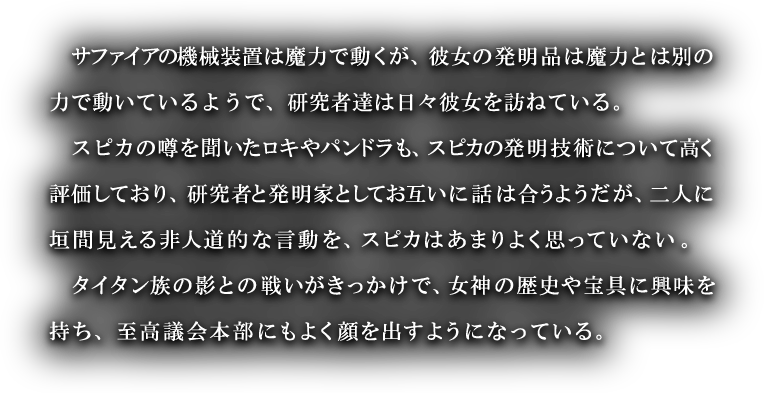 サファイアの機械装置は魔力で動くが、彼女の発明品は魔力とは別の
力で動いているようで、研究者達は日々彼女を訪ねている。
スピカの噂を聞いたロキやパンドラも、スピカの発明技術について高く
評価しており、研究者と発明家としてお互いに話は合うようだが、二人に
垣間見える非人道的な言動を、スピカはあまりよく思っていない。
タイタン族の影との戦いがきっかけで、女神の歴史や宝具に興味を
持ち、至高議会本部にもよく顔を出すようになっている。